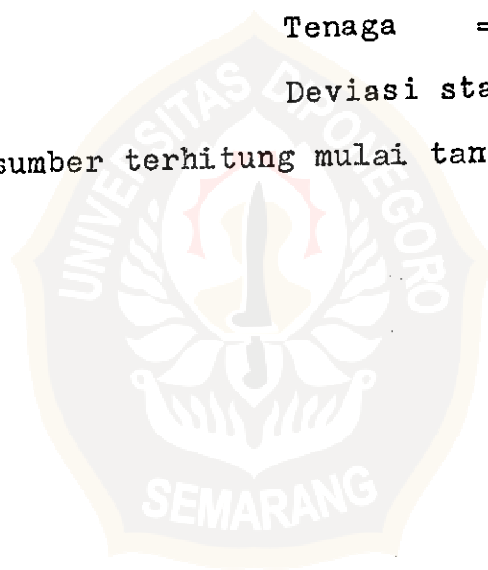 Tenaga =
Deviasi sta
sumber terhitung mulai tan
UNIVERSITAS DIPONEGORO
SEMARANG